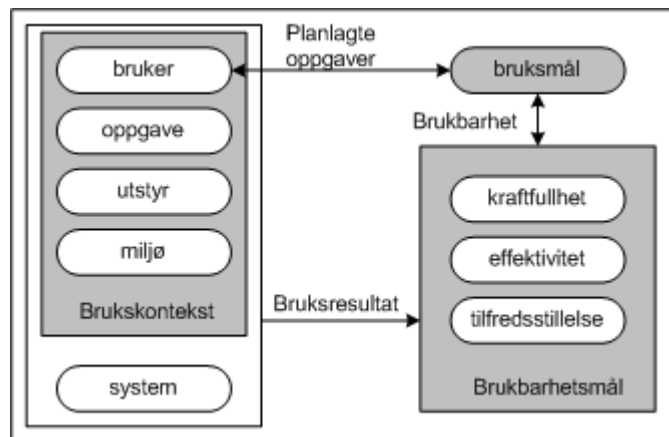 Planlagte
oppgaver
bruker
bruksmål
oppgave
Brukbarhet
utstyr
kraftfullhet
miljø
effektivitet
Brukskontekst
Bruksresultat
tilfredsstillelse
system
Brukbarhetsmål